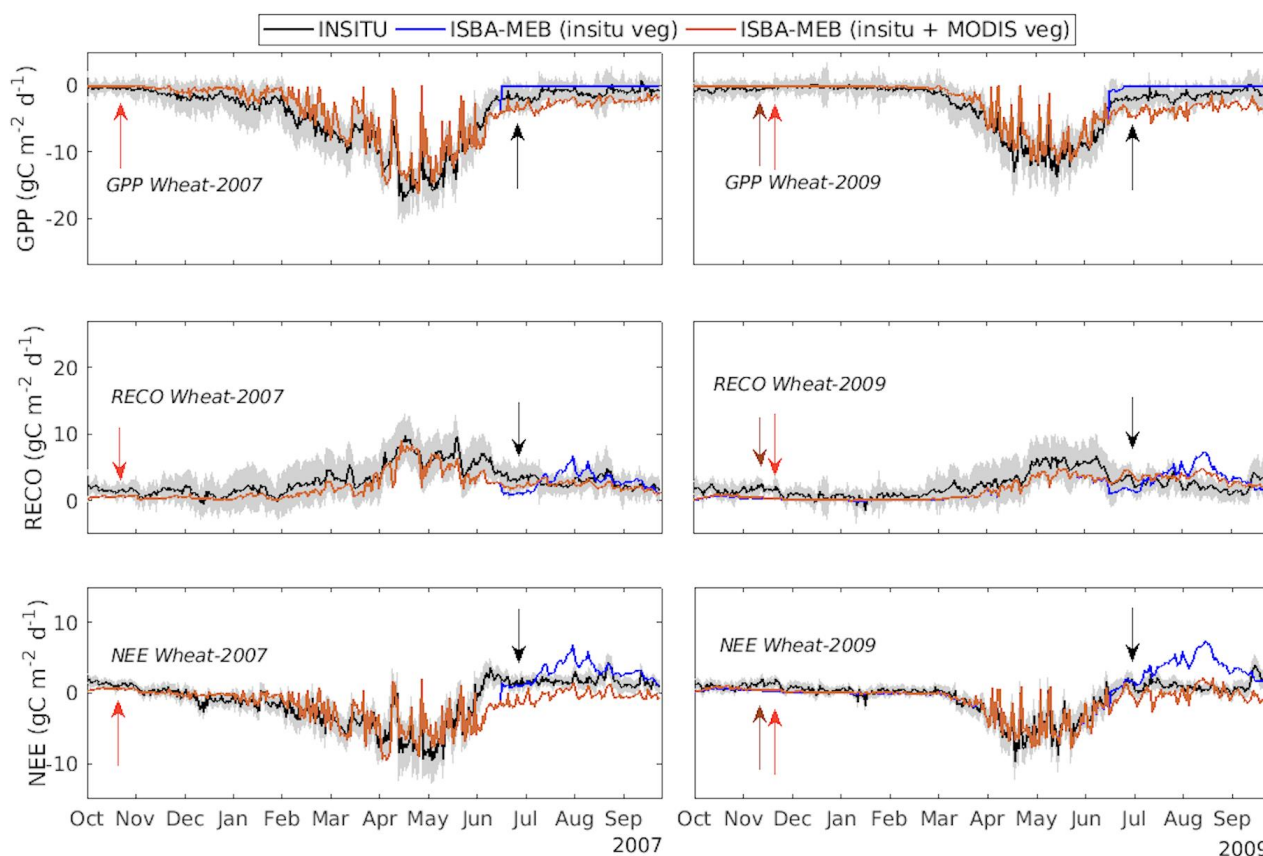 INSITU ISBA-MEB (insitu veg) ISBA-MEB (insitu + MODIS veg)
GPP (gC m⁻² d⁻¹)
0
-10
-20
GPP Wheat-2007
GPP Wheat-2009
RECO (gC m⁻² d⁻¹)
20
10
0
RECO Wheat-2007
RECO Wheat-2009
NEE (gC m⁻² d⁻¹)
10
0
-10
NEE Wheat-2007
NEE Wheat-2009
Oct Nov Dec Jan Feb Mar Apr May Jun Jul Aug Sep
2007
Oct Nov Dec Jan Feb Mar Apr May Jun Jul Aug Sep
2009